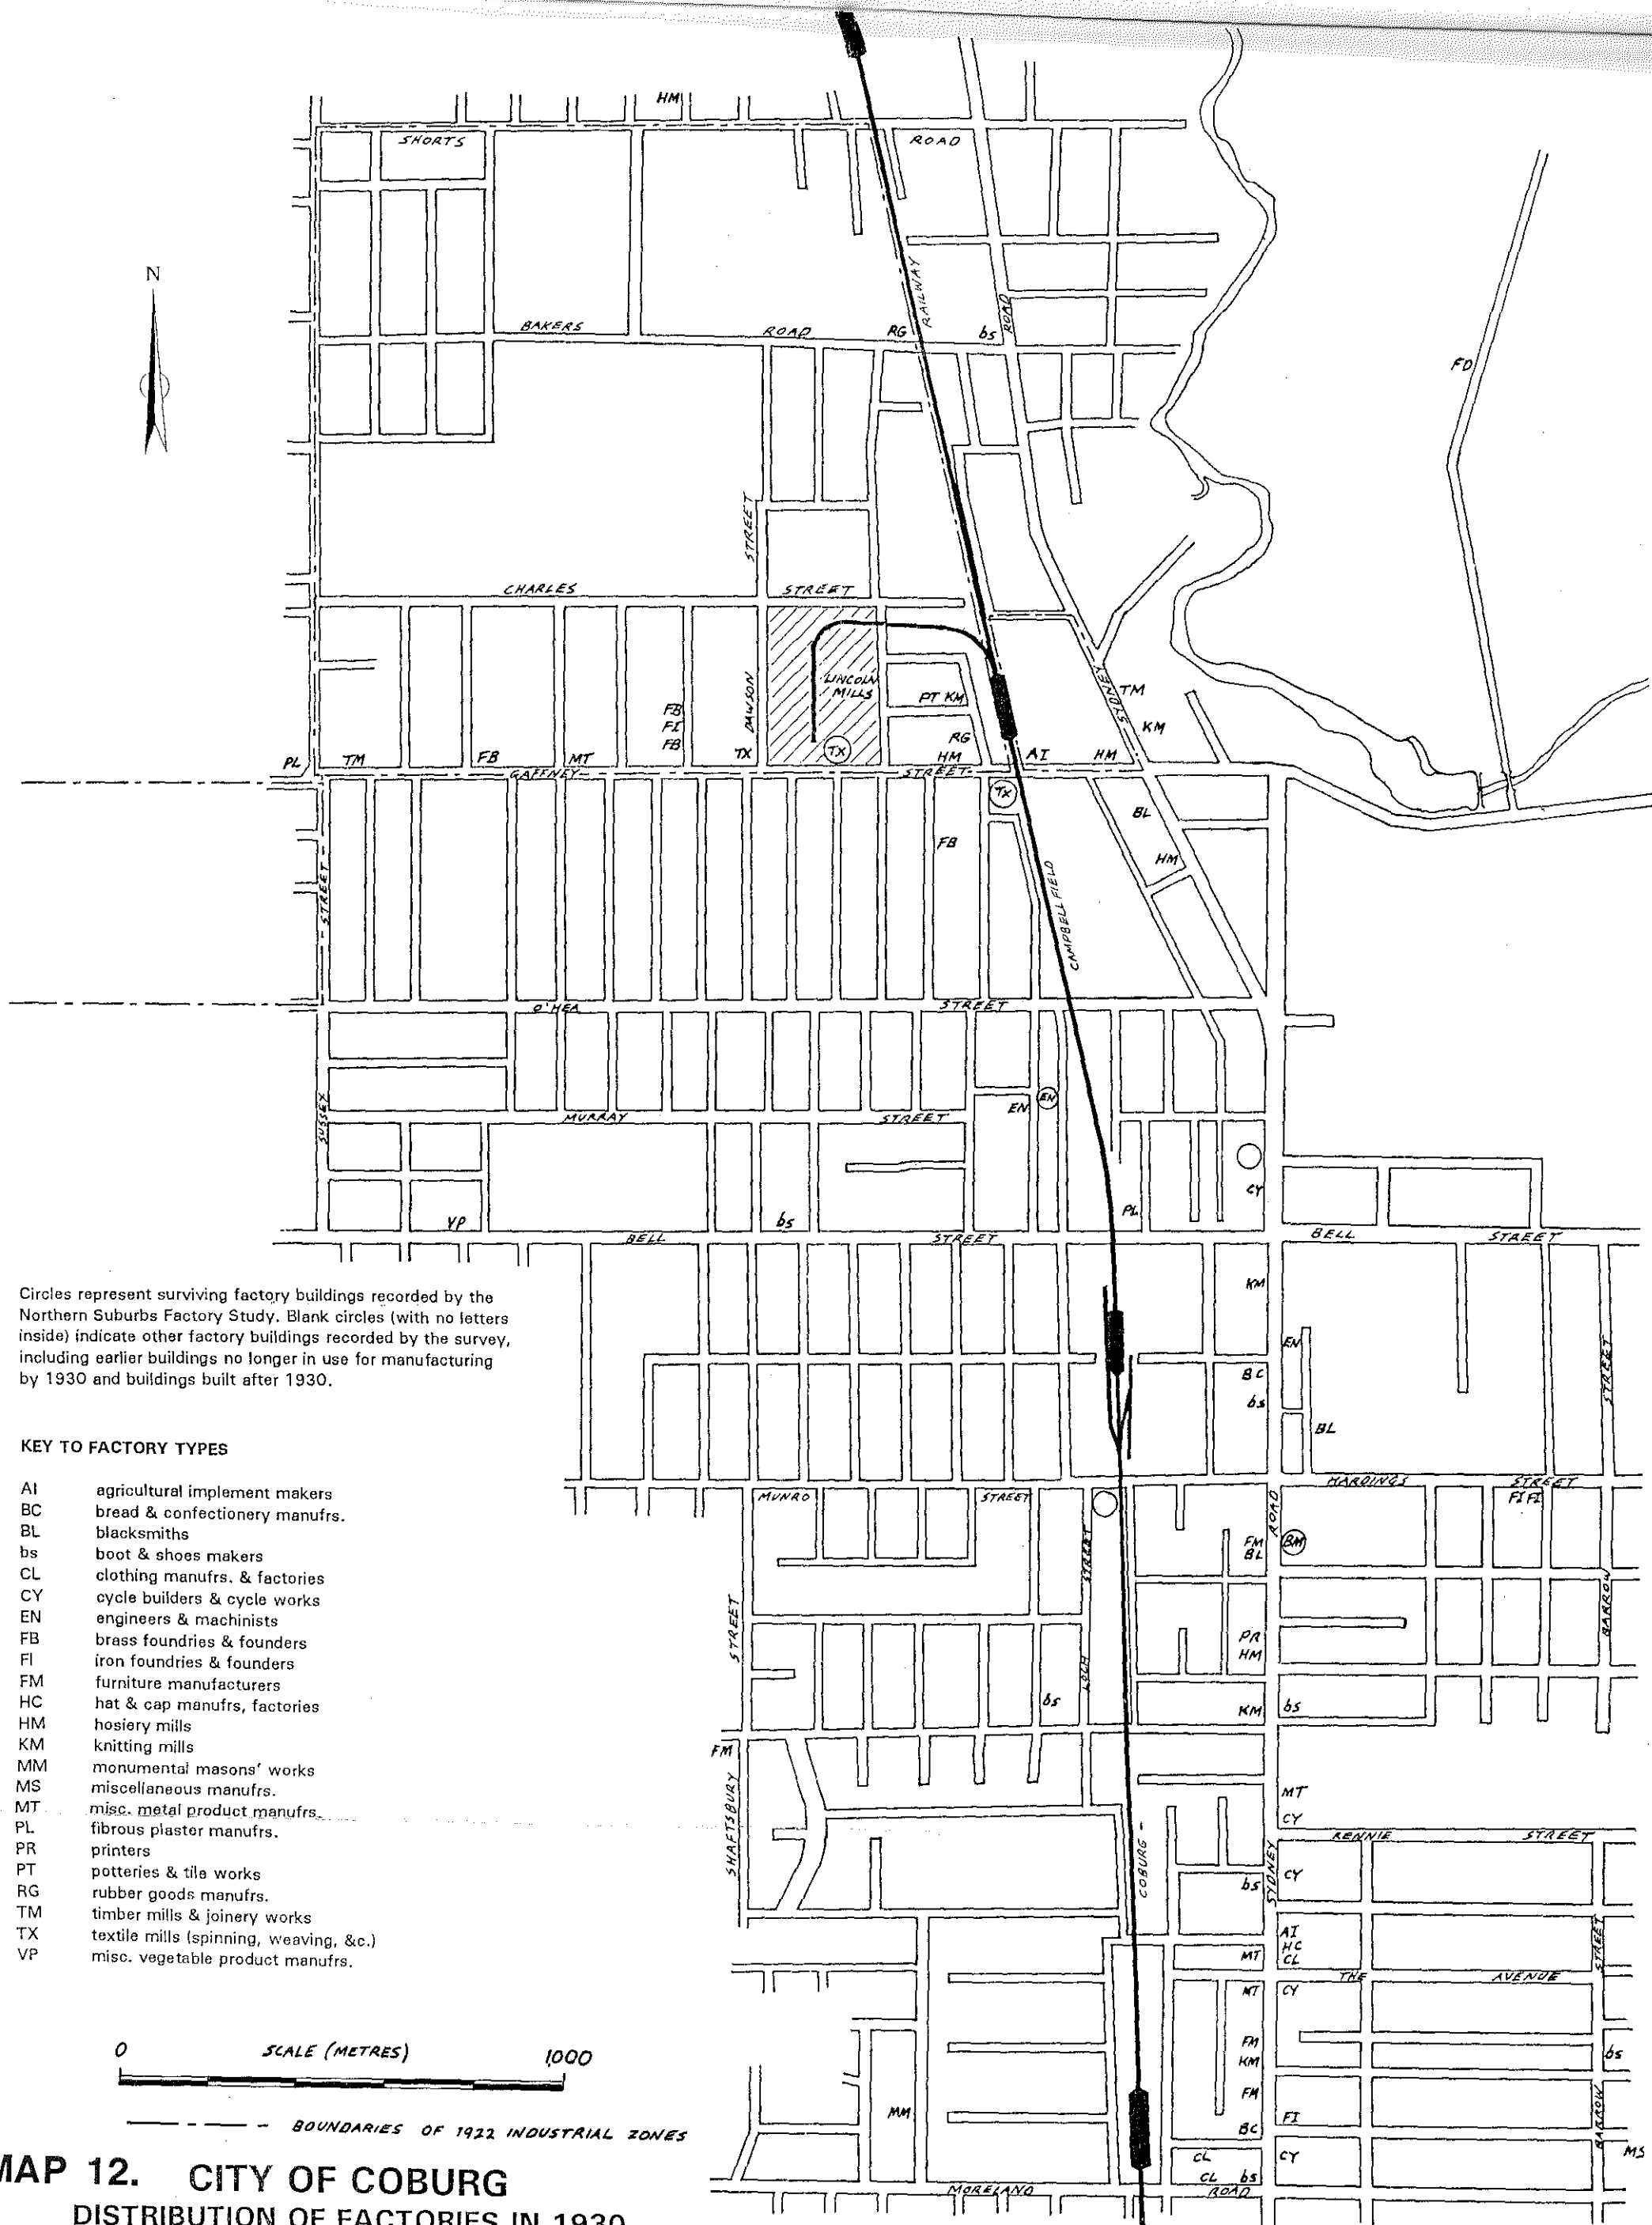 HM
SHORTS ROAD
N
RAILWAY
BAKERS ROAD RG bs ROAD
FD
STREET
CHARLES STREET
LINCOLN MILLS
DAWSON
PT KM
SYDNEY
TM
KM
FB
FI
FB
RG
PL TM FB MT TX TX HM AI HM
GAFFNEY STREET
TX
BL
FB
HM
STREET
CAMPBELLFIELD
O'HEA STREET
EN EN
SUSSEX
MURRAY STREET
CY
PL
VP bs
BELL STREET BELL STREET
KM
EN
BC
bs
BL
STREET
Circles represent surviving factory buildings recorded by the
Northern Suburbs Factory Study. Blank circles (with no letters
inside) indicate other factory buildings recorded by the survey,
including earlier buildings no longer in use for manufacturing
by 1930 and buildings built after 1930.
KEY TO FACTORY TYPES
AI agricultural implement makers
BC bread & confectionery manufrs.
BL blacksmiths
bs boot & shoes makers
CL clothing manufrs. & factories
CY cycle builders & cycle works
EN engineers & machinists
FB brass foundries & founders
FI iron foundries & founders
FM furniture manufacturers
HC hat & cap manufrs, factories
HM hosiery mills
KM knitting mills
MM monumental masons' works
MS miscellaneous manufrs.
MT misc. metal product manufrs.
PL fibrous plaster manufrs.
PR printers
PT potteries & tile works
RG rubber goods manufrs.
TM timber mills & joinery works
TX textile mills (spinning, weaving, &c.)
VP misc. vegetable product manufrs.
HARDINGS STREET
FI FI
MUNRO STREET
ROAD
FM
BL
BM
STREET
LOCH
BARROW
STREET
PR
HM
bs
KM bs
FM
SHAFTSBURY
MT
CY
RENNIE STREET
COBURG -
SYDNEY
bs
CY
AI
HC
MT CL
STREET
THE AVENUE
MT CY
FM
KM
bs
FM
MM
FI
BC
BARROW
CL CY
MS
CL bs
MORELAND ROAD
0 SCALE (METRES) 1,000
BOUNDARIES OF 1922 INDUSTRIAL ZONES
MAP 12. CITY OF COBURG
DISTRIBUTION OF FACTORIES IN 1930